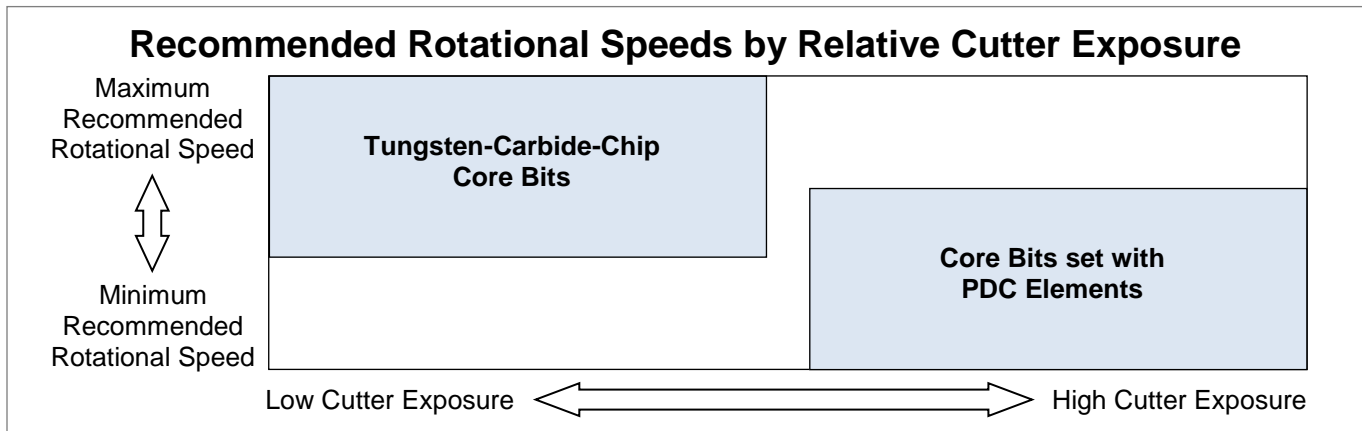 Recommended Rotational Speeds by Relative Cutter Exposure
Maximum
Recommended
Rotational Speed
Tungsten-Carbide-Chip
Core Bits
Core Bits set with
PDC Elements
Minimum
Recommended
Rotational Speed
Low Cutter Exposure
High Cutter Exposure